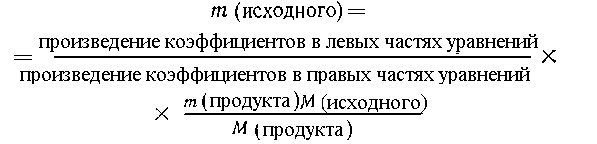 m (исходного) =
= произведение коэффициентов в левых частях уравнений ×
произведение коэффициентов в правых частях уравнений
× m(продукта)M(исходного)
M(продукта)